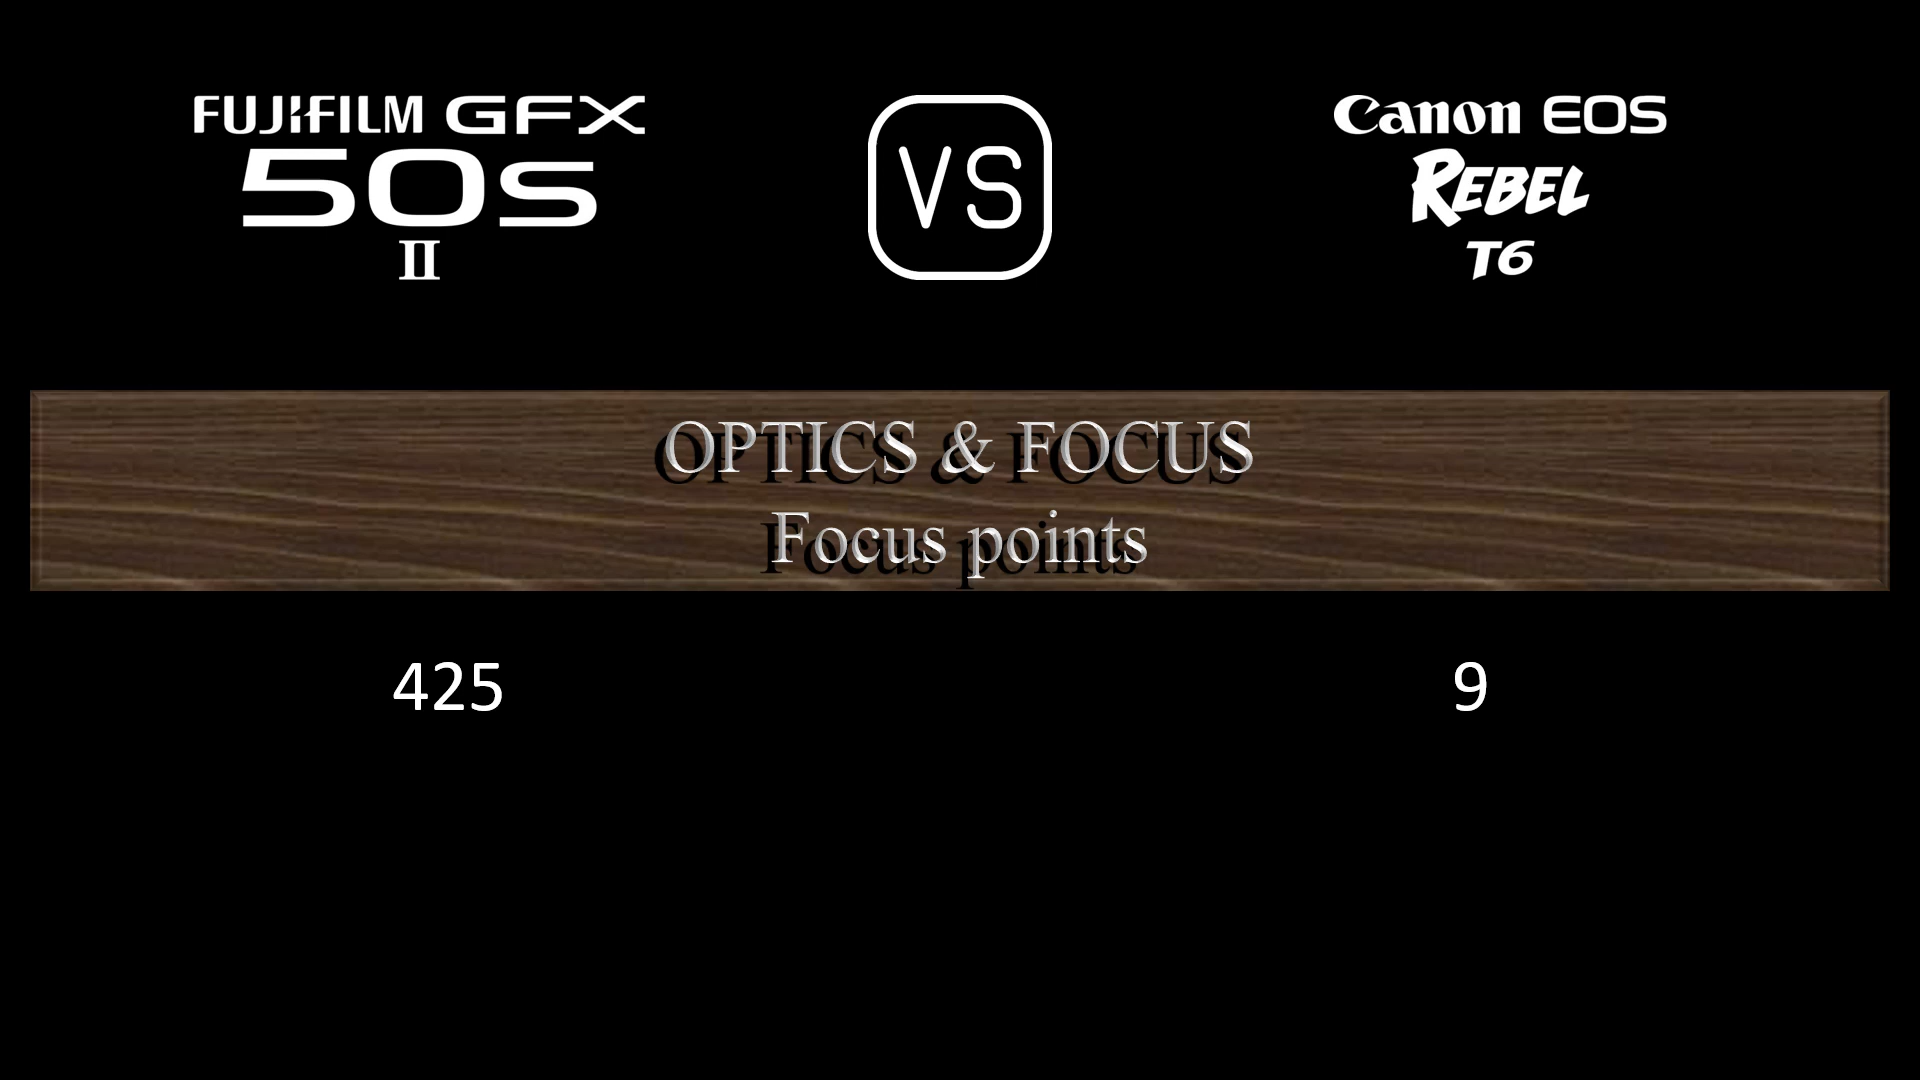 FUJIFILM GFX
50S
II
VS
Canon EOS
REBEL
T6
OPTICS & FOCUS
Focus points
425
9